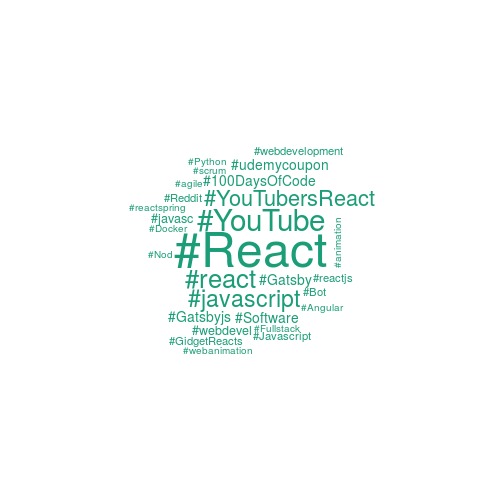 #webdevelopment
#Python
#udemycoupon
#scrum
#agile
#100DaysOfCode
#Reddit
#YouTubersReact
#reactspring
#javasc
#YouTube
#Docker
#animation
#React
#Nod
#react
#Gatsby
#reactjs
#javascript
#Bot
#Angular
#Gatsbyjs
#Software
#webdevel
#Fullstack
#Javascript
#GidgetReacts
#webanimation